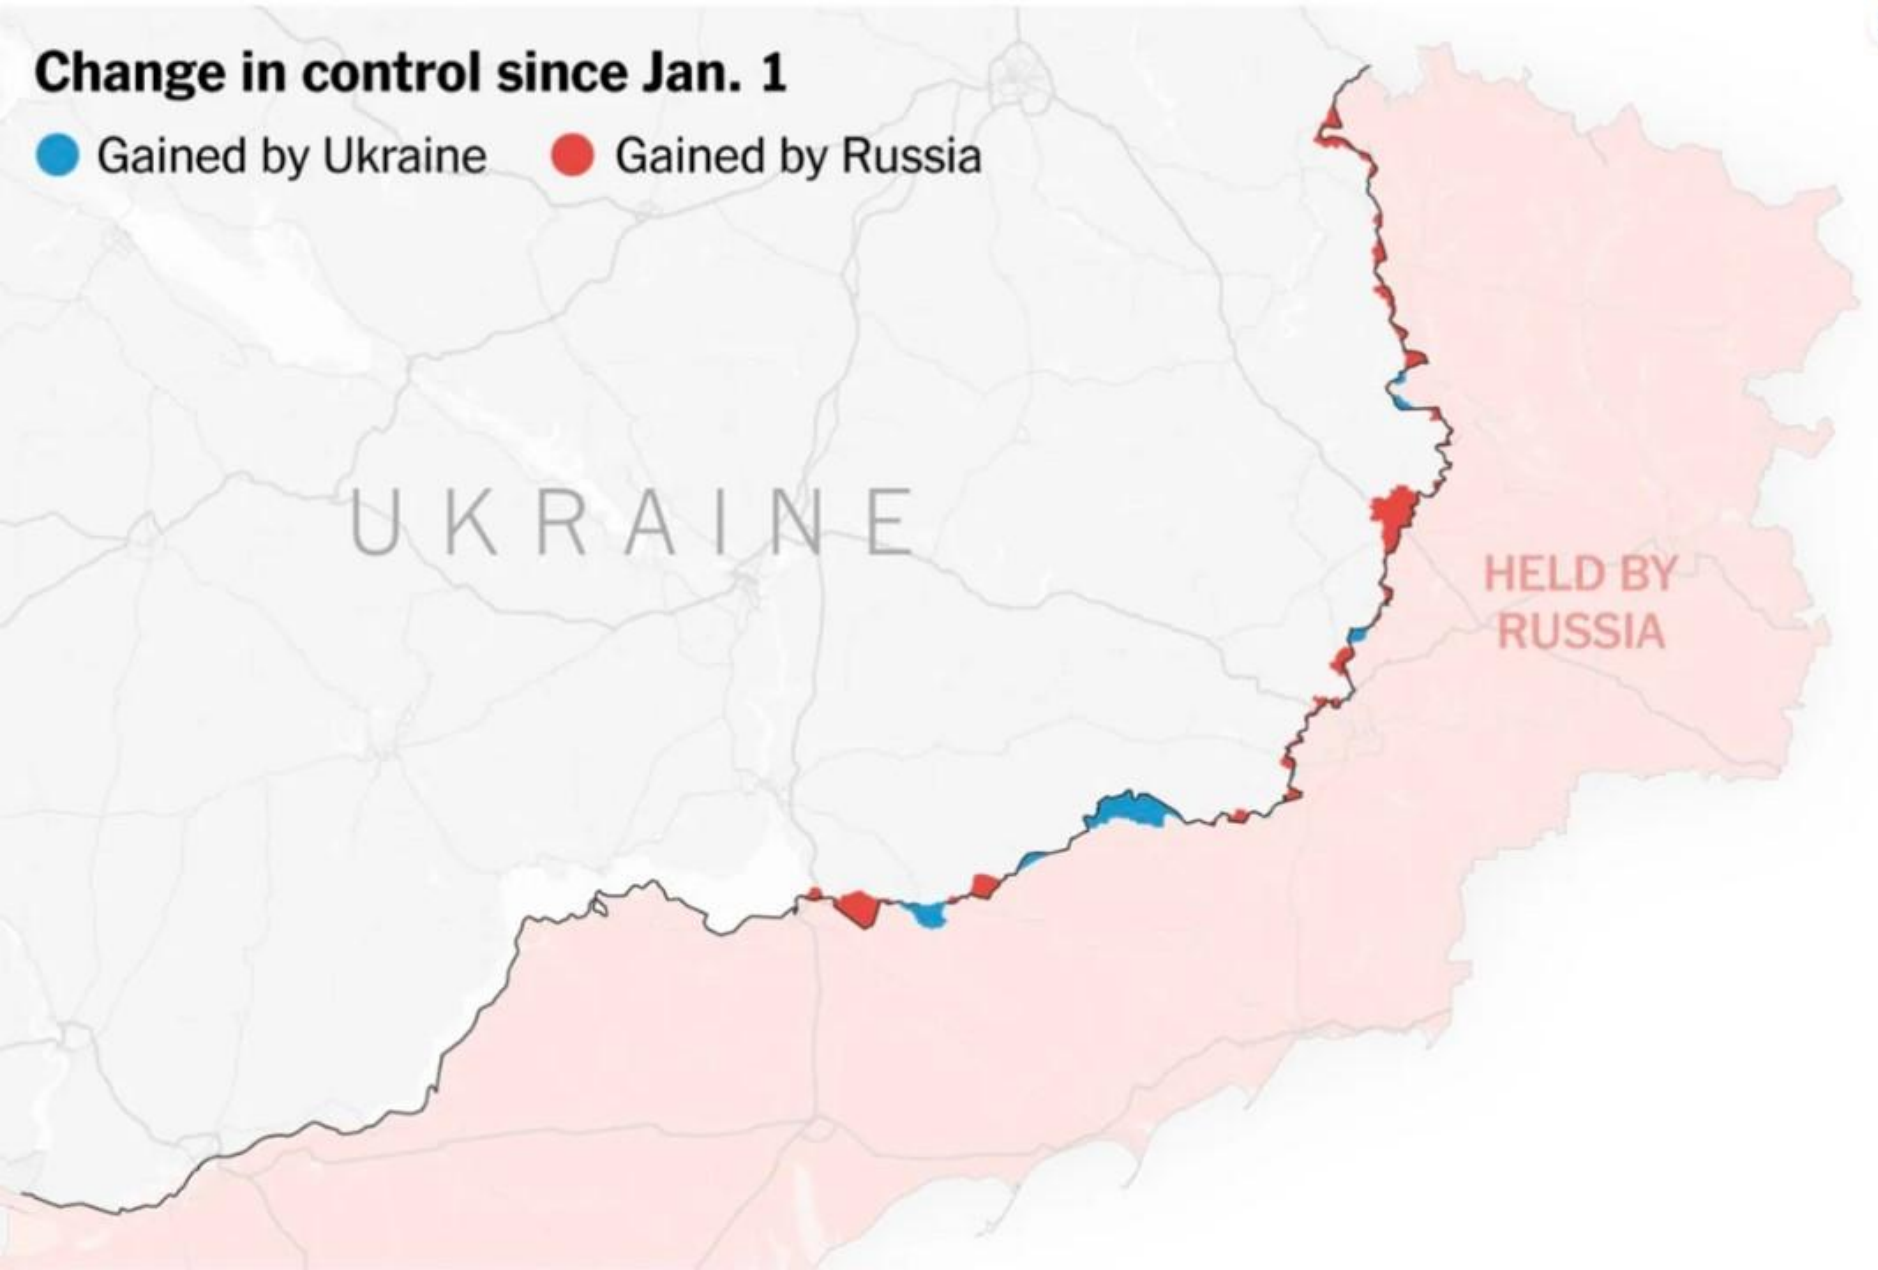 Change in control since Jan. 1
Gained by Ukraine Gained by Russia
UKRAINE
HELD BY
RUSSIA